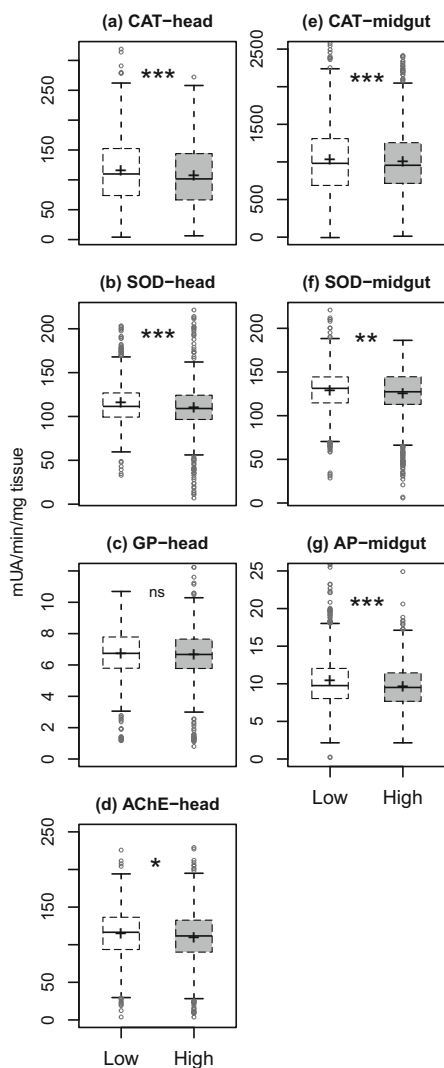 (a) CAT−head
(e) CAT−midgut
0 50 150 250
***
0 500 1500 2500
***
(b) SOD−head
(f) SOD−midgut
0 50 100 150 200
***
0 50 100 150 200
**
mUA/min/mg tissue
(c) GP−head
(g) AP−midgut
0 2 4 6 8 10
ns
0 5 10 15 20 25
***
Low High
(d) AChE−head
0 50 150 250
*
Low High